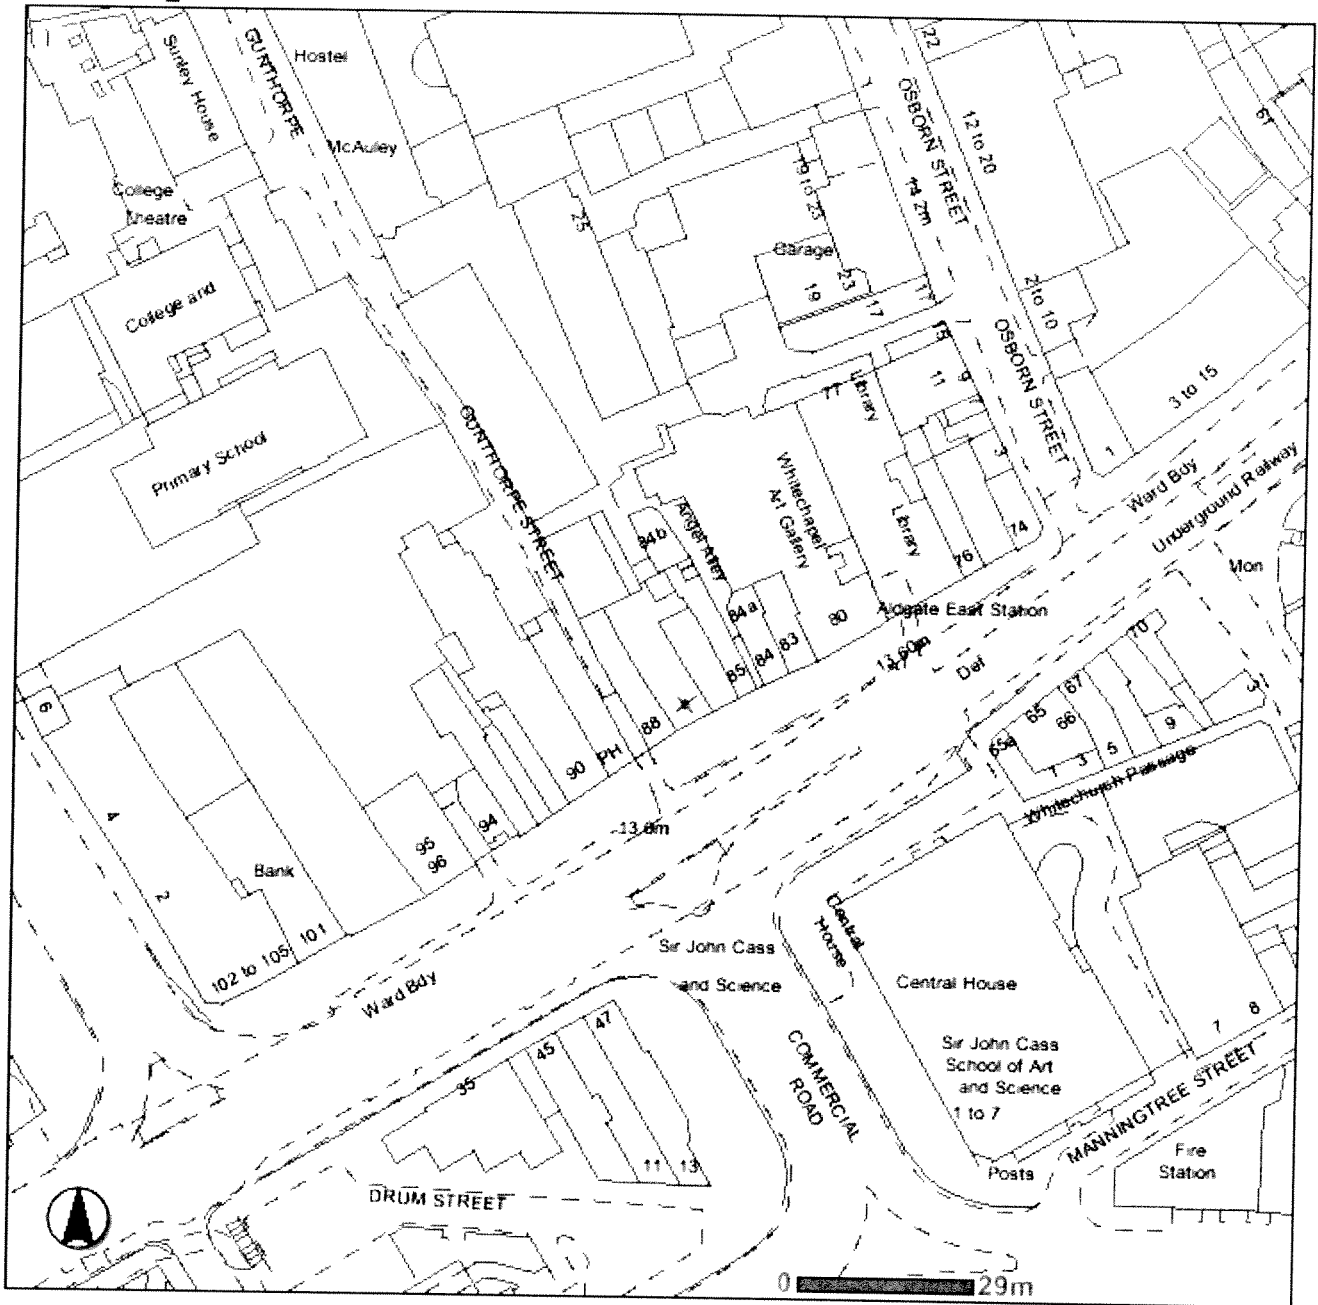 Sunley House
GUNTHORPE
Hostel
McAuley
College
Theatre
College and
Primary School
25
22
OSBORN STREET
12 to 20
61
19 to 23
Garage
23
19
17
17
15
2 to 10
OSBORN STREET
3 to 15
1
77
Library
11
9
3
Library
74
76
Whitechapel
Art Gallery
GUNTHORPE STREET
84b
Angel Alley
84a
85
84
83
80
Aldgate East Station
Ward Bdy
Underground Railway
Mon
Def
70
67
65
66
65a
1
3
5
9
3
Whitechurch Passage
88
PH
90
94
95
96
13.8m
6
4
2
Bank
101
102 to 105
Ward Bdy
Sir John Cass
and Science
Central
House
Central House
Sir John Cass
School of Art
and Science
1 to 7
7
8
COMMERCIAL
ROAD
MANNINGTREE STREET
Posts
Fire
Station
47
45
35
11
13
DRUM STREET
0
29m